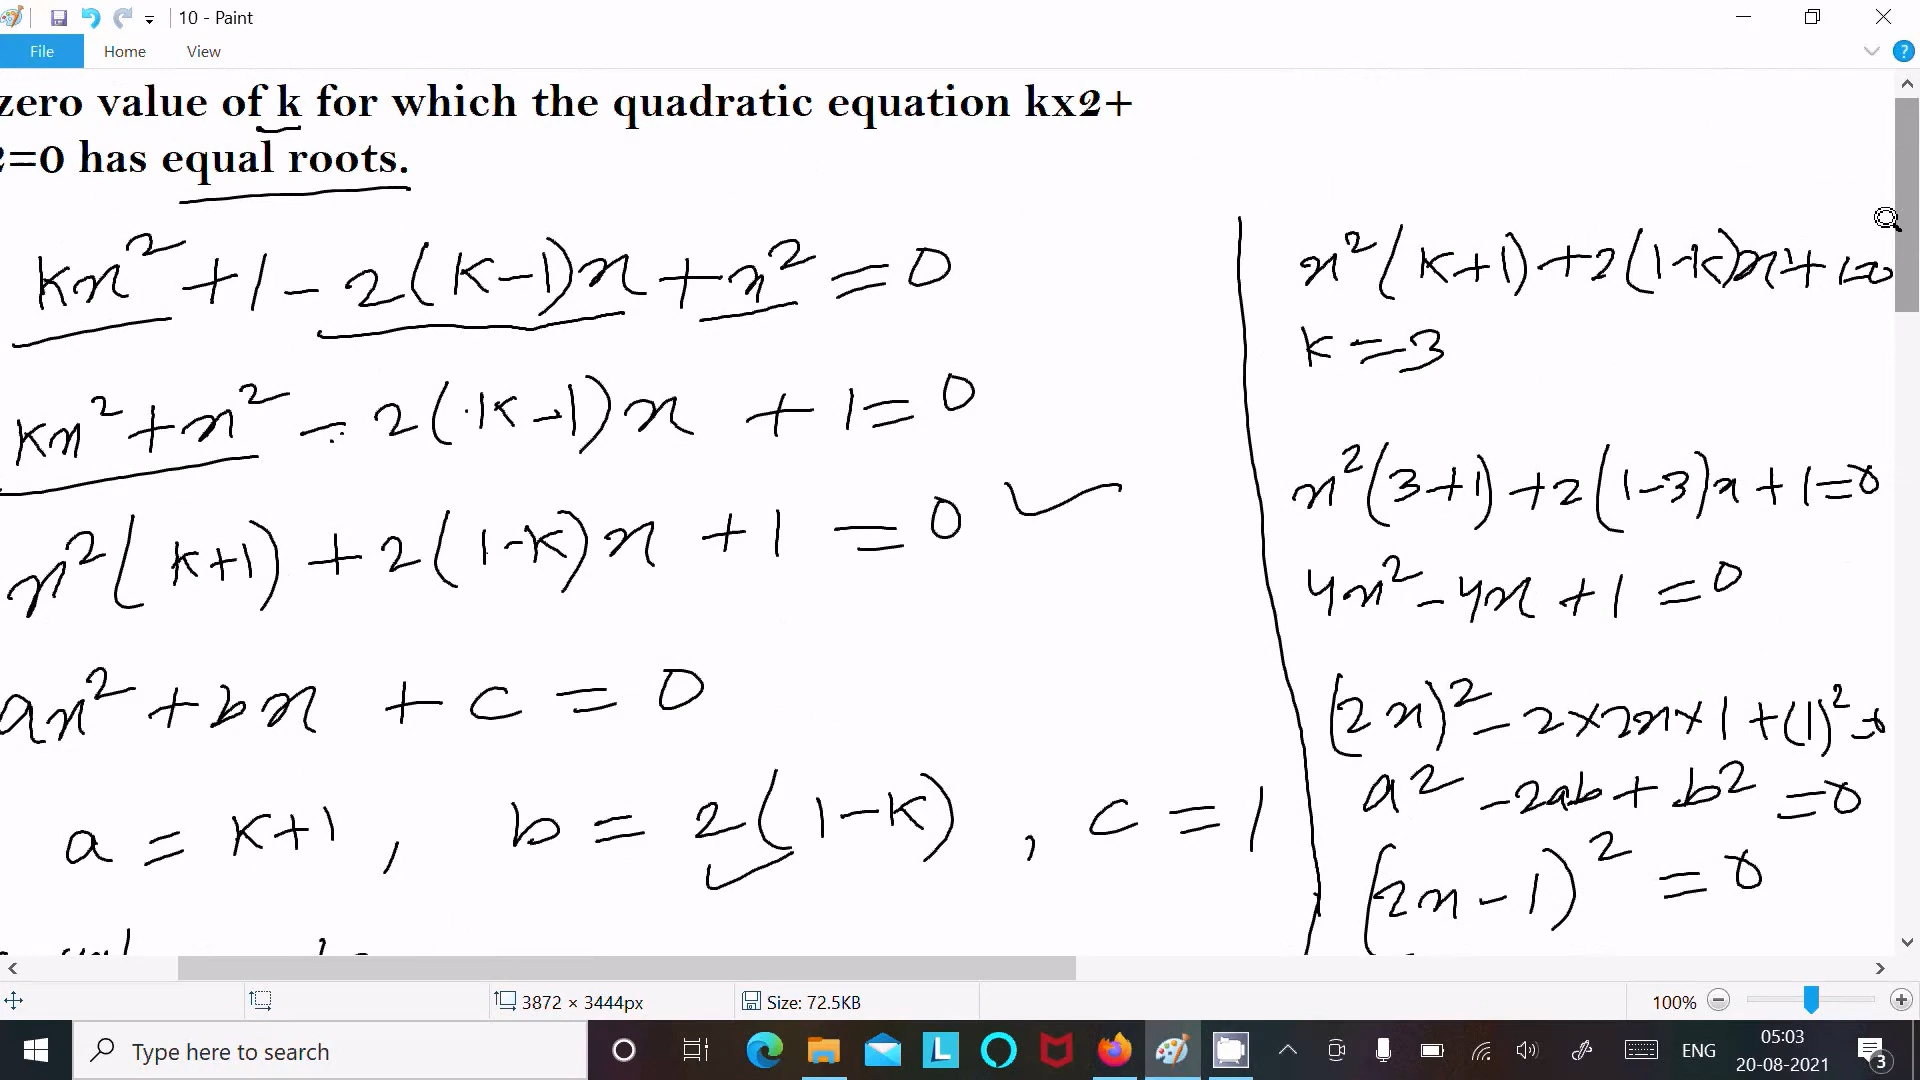 10 - Paint
File Home View
zero value of k for which the quadratic equation kx2+
2=0 has equal roots.
kx² + 1 - 2(k-1)x + x² = 0
kx² + x² - 2(k-1)x + 1 = 0
x²(k+1) + 2(1-k)x + 1 = 0
ax² + bx + c = 0
a = k+1, b = 2(1-k), c = 1
x²(k+1) + 2(1-k)x + 1 = 0
k = 3
x²(3+1) + 2(1-3)x + 1 = 0
4x² - 4x + 1 = 0
(2x)² - 2×2x×1 + (1)² = 0
a² - 2ab + b² = 0
(2x-1)² = 0
3872 × 3444px Size: 72.5KB 100%
Type here to search
ENG
05:03
20-08-2021
3